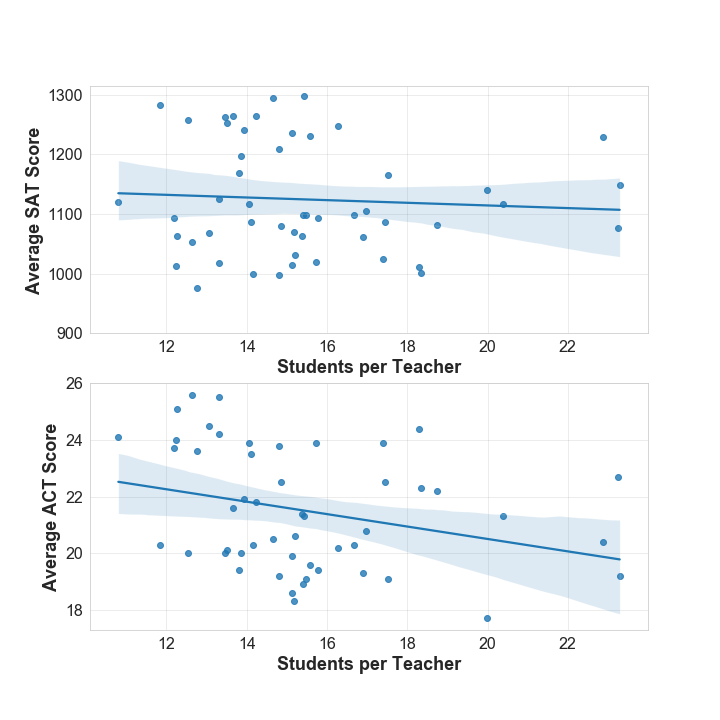 1300
1200
1100
1000
900
Average SAT Score
12 14 16 18 20 22
Students per Teacher
26
24
22
20
18
Average ACT Score
12 14 16 18 20 22
Students per Teacher